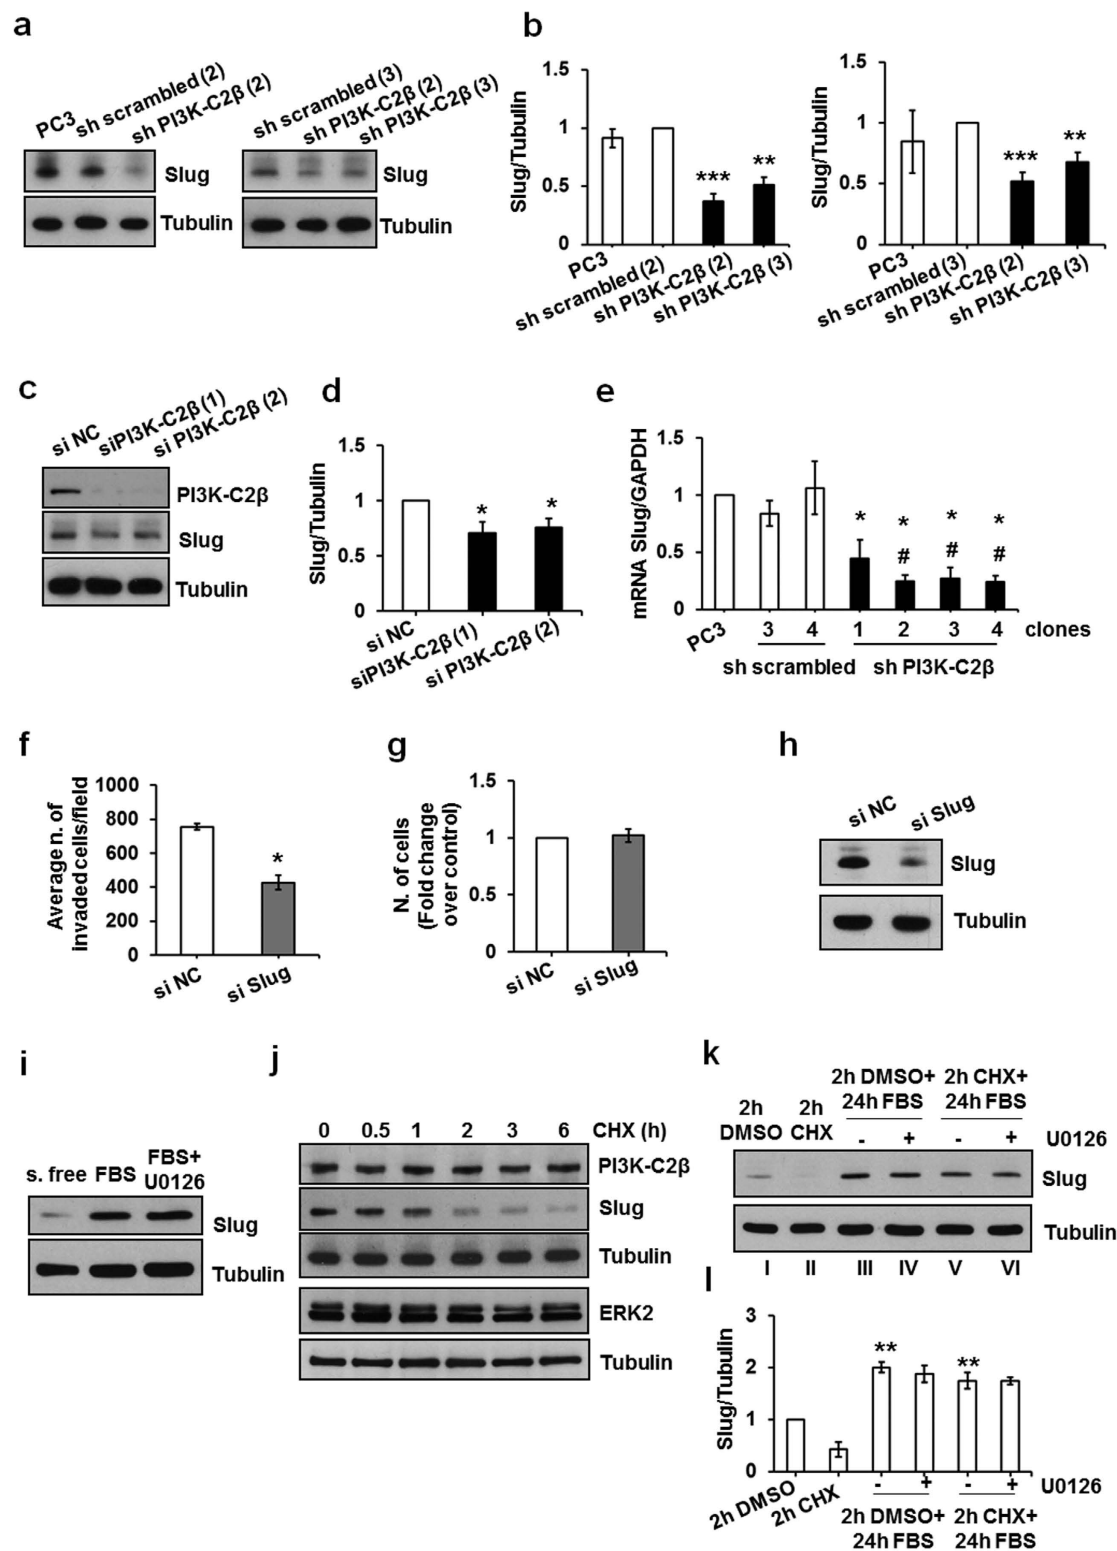 a
PC3
sh scrambled (2)
sh PI3K-C2β (2)
Slug
Tubulin
sh scrambled (3)
sh PI3K-C2β (2)
sh PI3K-C2β (3)
Slug
Tubulin
b
Slug/Tubulin
1.5
1
0.5
0
***
**
PC3
sh scrambled (2)
sh PI3K-C2β (2)
sh PI3K-C2β (3)
Slug/Tubulin
1.5
1
0.5
0
***
**
PC3
sh scrambled (3)
sh PI3K-C2β (2)
sh PI3K-C2β (3)
c
si NC
siPI3K-C2β (1)
si PI3K-C2β (2)
PI3K-C2β
Slug
Tubulin
d
Slug/Tubulin
1.5
1
0.5
0
* *
si NC
siPI3K-C2β (1)
si PI3K-C2β (2)
e
mRNA Slug/GAPDH
1.5
1
0.5
0
* * * *
# # #
PC3
3 4 1 2 3 4 clones
sh scrambled sh PI3K-C2β
f
Average n. of
invaded cells/field
1000
800
600
400
200
0
*
si NC
si Slug
g
N. of cells
(Fold change
over control)
1.5
1
0.5
0
si NC
si Slug
h
si NC
si Slug
Slug
Tubulin
i
s. free FBS FBS+
U0126
Slug
Tubulin
j
0 0.5 1 2 3 6 CHX (h)
PI3K-C2β
Slug
Tubulin
ERK2
Tubulin
k
2h
DMSO
2h
CHX
2h DMSO+
24h FBS
2h CHX+
24h FBS
- + - + U0126
Slug
Tubulin
I II III IV V VI
l
Slug/Tubulin
3
2
1
0
** **
2h DMSO
2h CHX
- + - + U0126
2h DMSO+
24h FBS
2h CHX+
24h FBS